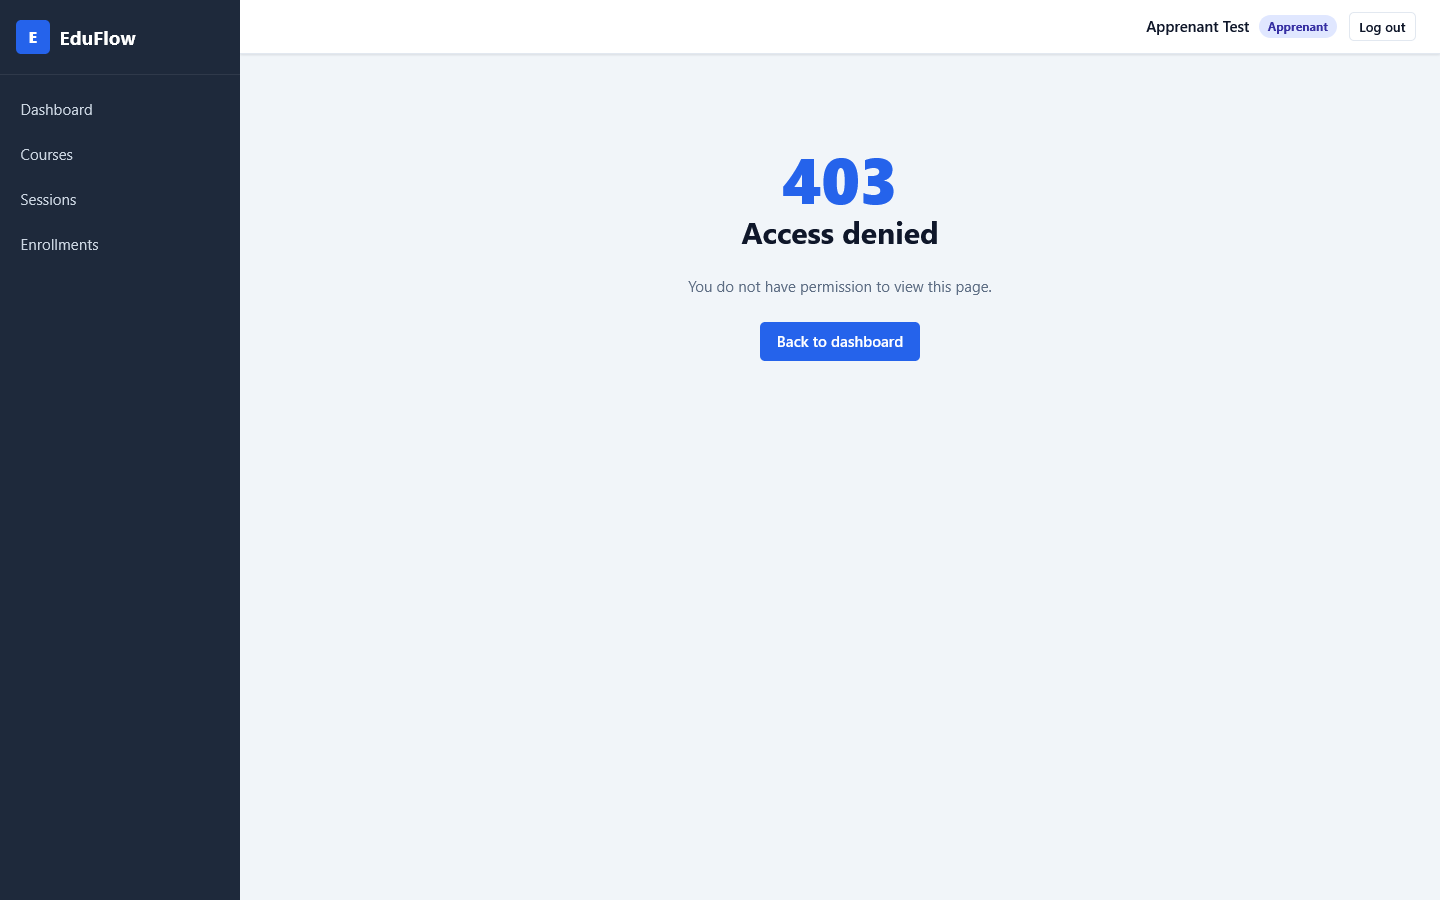 E EduFlow
Dashboard
Courses
Sessions
Enrollments
Apprenant Test Apprenant Log out
403
Access denied
You do not have permission to view this page.
Back to dashboard